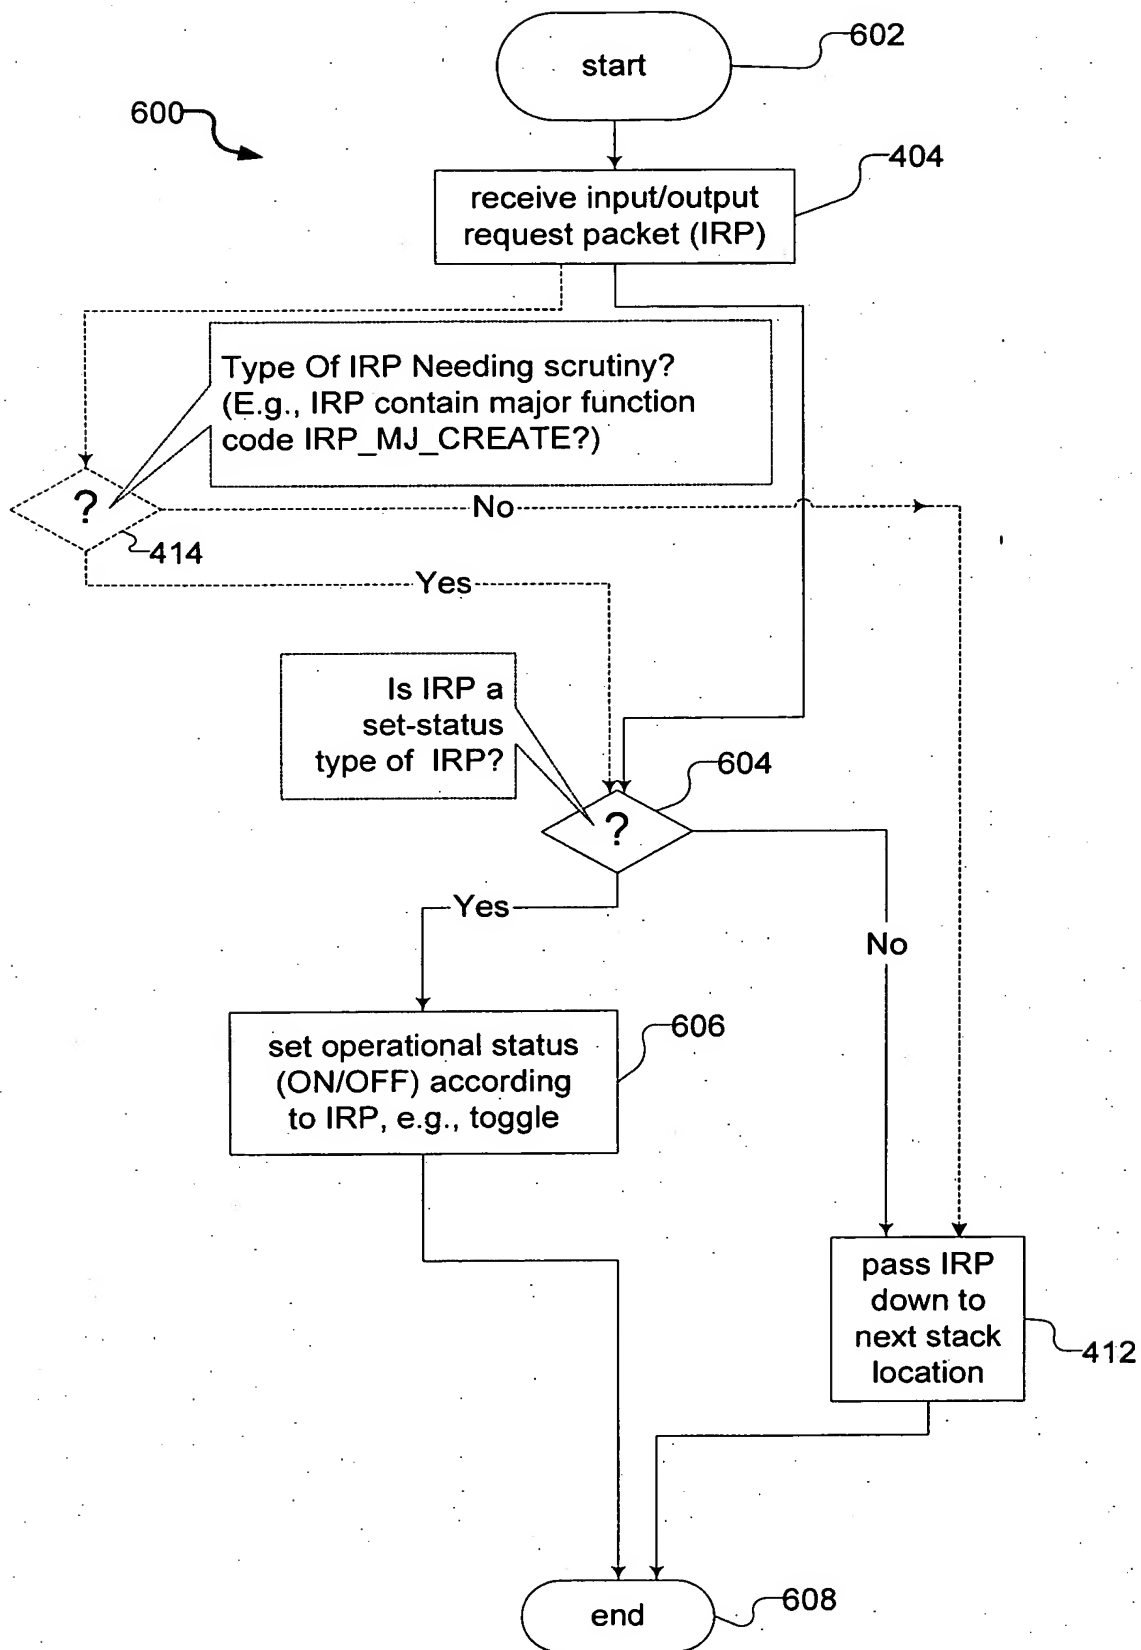 start
602
600
404
receive input/output
request packet (IRP)
Type Of IRP Needing scrutiny?
(E.g., IRP contain major function
code IRP_MJ_CREATE?)
?
No
414
Yes
Is IRP a
set-status
type of IRP?
604
?
Yes
No
606
set operational status
(ON/OFF) according
to IRP, e.g., toggle
pass IRP
down to
next stack
location
412
end
608